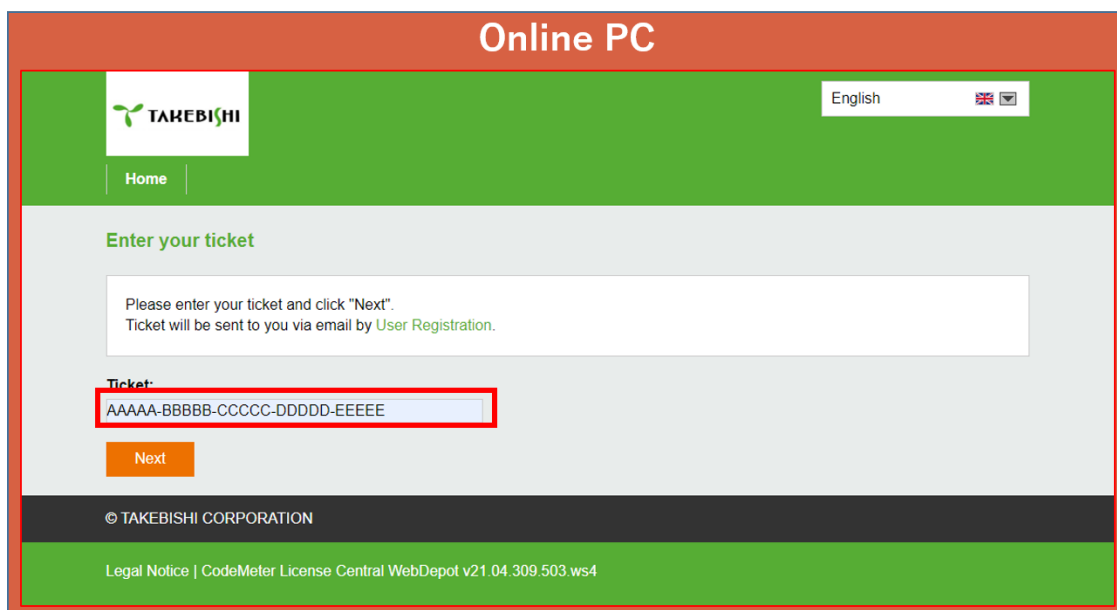 Online PC
TAKEBISHI
English
Home
Enter your ticket
Please enter your ticket and click "Next".
Ticket will be sent to you via email by User Registration.
Ticket:
AAAAA-BBBBB-CCCCC-DDDDD-EEEEE
Next
© TAKEBISHI CORPORATION
Legal Notice | CodeMeter License Central WebDepot v21.04.309.503.ws4